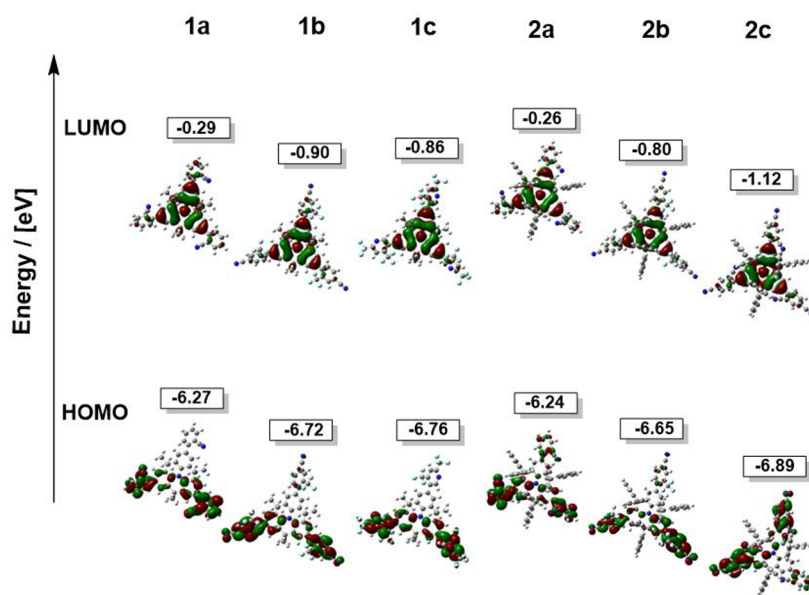 1a 1b 1c 2a 2b 2c
LUMO
-0.29 -0.90 -0.86 -0.26 -0.80 -1.12
Energy / [eV]
HOMO
-6.27 -6.72 -6.76 -6.24 -6.65 -6.89